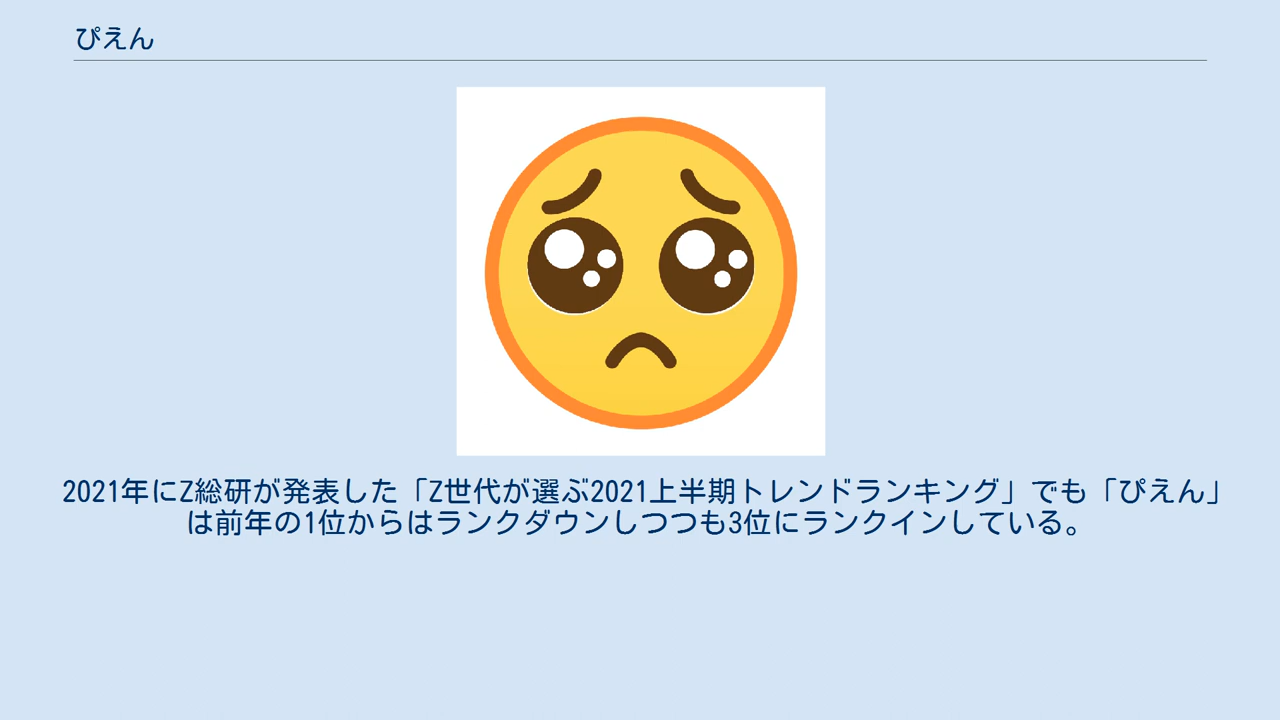 ぴえん
2021年にZ総研が発表した「Z世代が選ぶ2021上半期トレンドランキング」でも「ぴえん」
は前年の1位からはランクダウンしつつも3位にランクインしている。